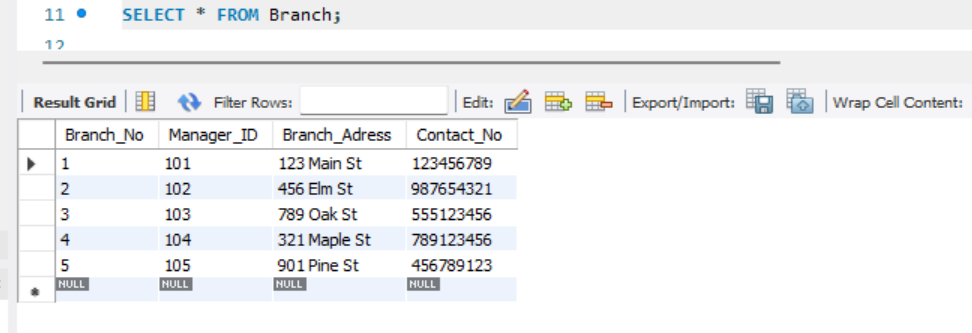 11 SELECT * FROM Branch;
12
Result Grid Filter Rows: Edit: Export/Import: Wrap Cell Content:
Branch_No Manager_ID Branch_Adress Contact_No
1 101 123 Main St 123456789
2 102 456 Elm St 987654321
3 103 789 Oak St 555123456
4 104 321 Maple St 789123456
5 105 901 Pine St 456789123
NULL NULL NULL NULL